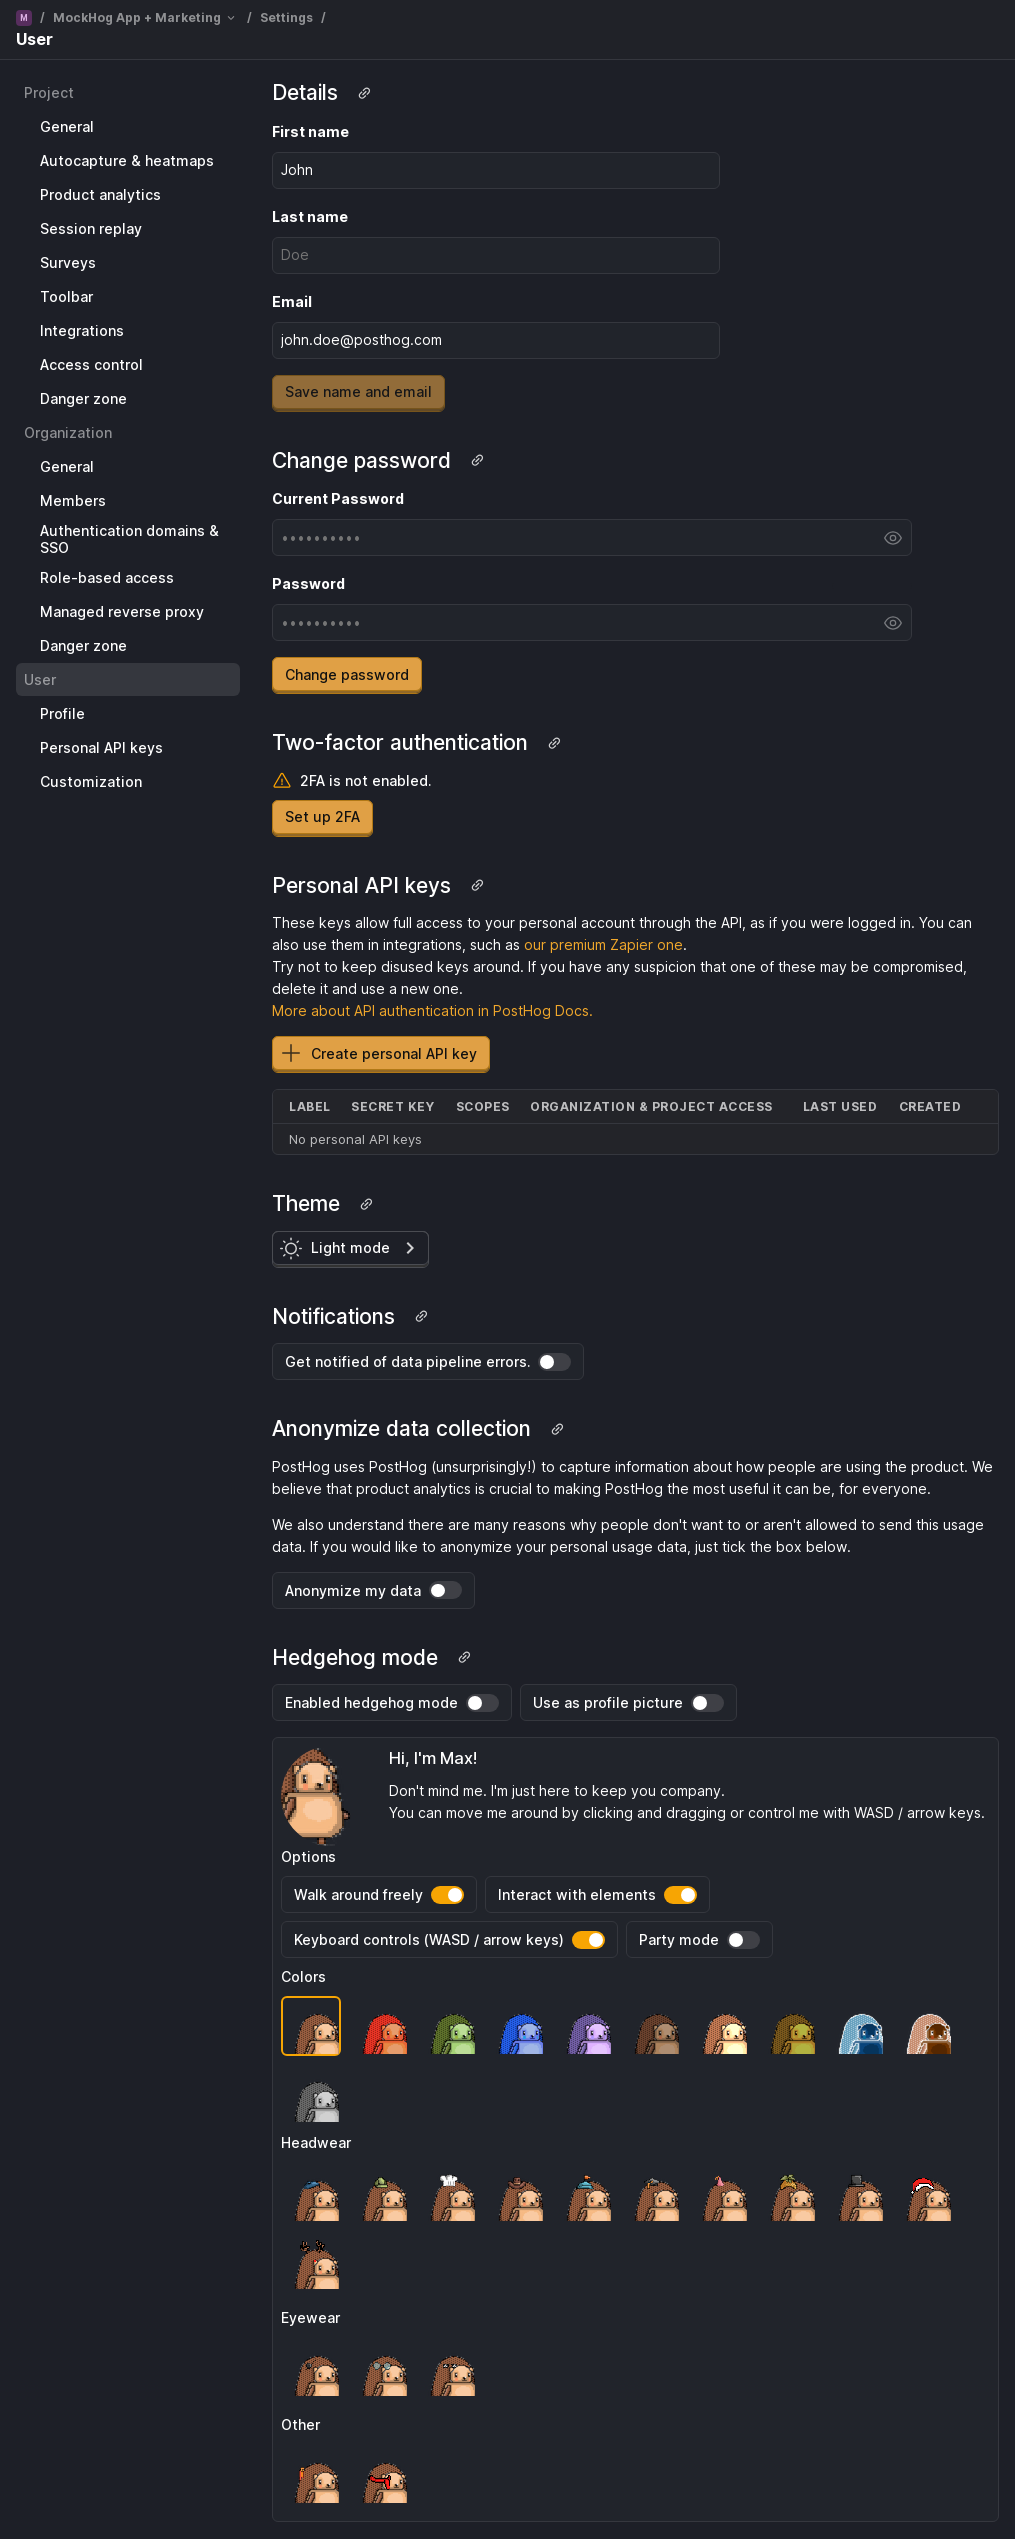 M / MockHog App + Marketing / Settings /
User
Project
General
Autocapture & heatmaps
Product analytics
Session replay
Surveys
Toolbar
Integrations
Access control
Danger zone
Organization
General
Members
Authentication domains &
SSO
Role-based access
Managed reverse proxy
Danger zone
User
Profile
Personal API keys
Customization
Details
First name
John
Last name
Doe
Email
john.doe@posthog.com
Save name and email
Change password
Current Password
••••••••••
Password
••••••••••
Change password
Two-factor authentication
2FA is not enabled.
Set up 2FA
Personal API keys
These keys allow full access to your personal account through the API, as if you were logged in. You can
also use them in integrations, such as our premium Zapier one.
Try not to keep disused keys around. If you have any suspicion that one of these may be compromised,
delete it and use a new one.
More about API authentication in PostHog Docs.
Create personal API key
LABEL SECRET KEY SCOPES ORGANIZATION & PROJECT ACCESS LAST USED CREATED
No personal API keys
Theme
Light mode
Notifications
Get notified of data pipeline errors.
Anonymize data collection
PostHog uses PostHog (unsurprisingly!) to capture information about how people are using the product. We
believe that product analytics is crucial to making PostHog the most useful it can be, for everyone.
We also understand there are many reasons why people don't want to or aren't allowed to send this usage
data. If you would like to anonymize your personal usage data, just tick the box below.
Anonymize my data
Hedgehog mode
Enabled hedgehog mode Use as profile picture
Hi, I'm Max!
Don't mind me. I'm just here to keep you company.
You can move me around by clicking and dragging or control me with WASD / arrow keys.
Options
Walk around freely Interact with elements
Keyboard controls (WASD / arrow keys) Party mode
Colors
Headwear
Eyewear
Other